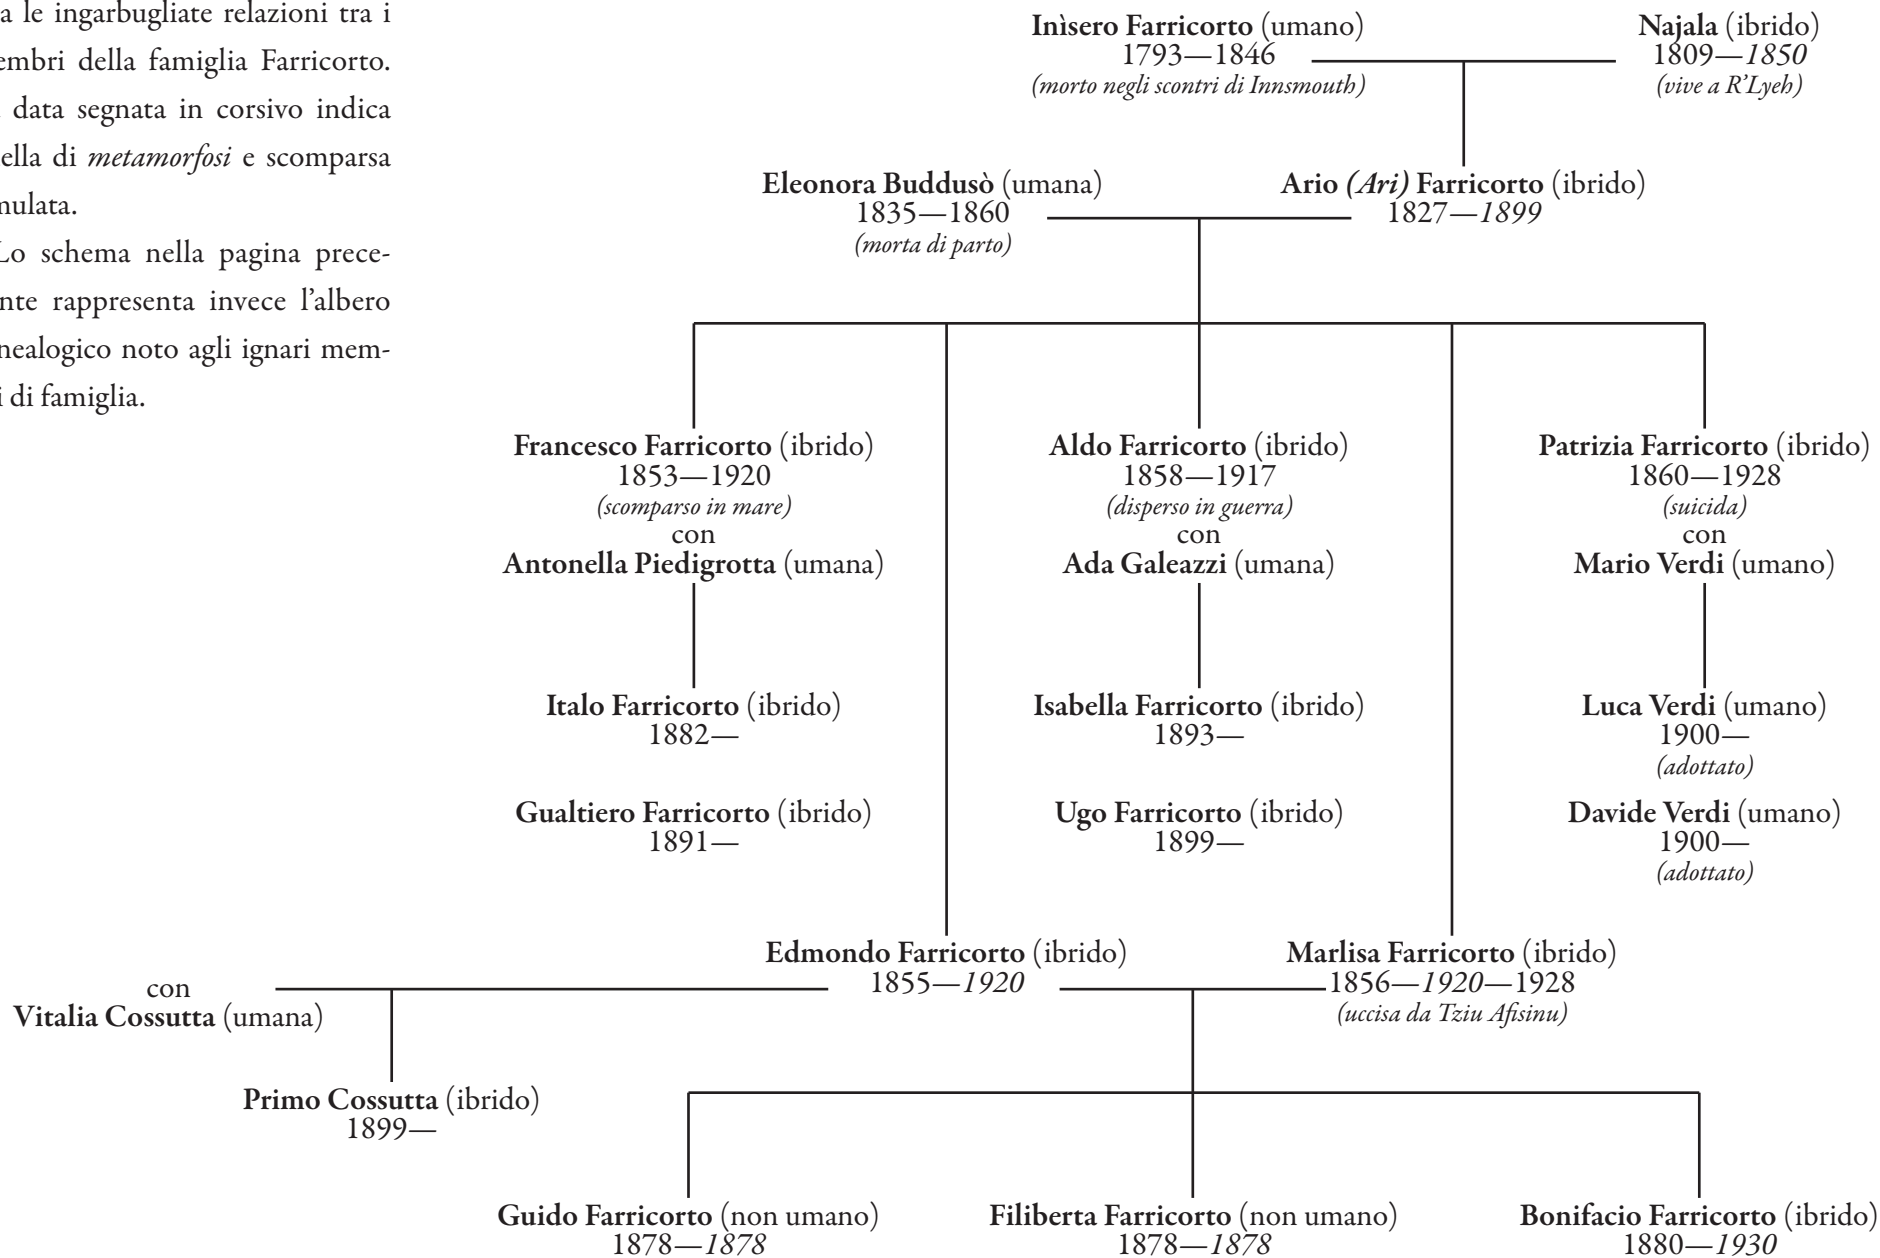 a le ingarbugliate relazioni tra i
embri della famiglia Farricorto.
data segnata in corsivo indica
ella di metamorfosi e scomparsa
mulata.
Lo schema nella pagina prece-
nte rappresenta invece l’albero
nealogico noto agli ignari mem-
i di famiglia.
Inìsero Farricorto (umano)
1793—1846
(morto negli scontri di Innsmouth)
Najala (ibrido)
1809—1850
(vive a R’Lyeh)
Eleonora Buddusò (umana)
1835—1860
(morta di parto)
Ario (Ari) Farricorto (ibrido)
1827—1899
Francesco Farricorto (ibrido)
1853—1920
(scomparso in mare)
con
Antonella Piedigrotta (umana)
Aldo Farricorto (ibrido)
1858—1917
(disperso in guerra)
con
Ada Galeazzi (umana)
Patrizia Farricorto (ibrido)
1860—1928
(suicida)
con
Mario Verdi (umano)
Italo Farricorto (ibrido)
1882—
Gualtiero Farricorto (ibrido)
1891—
Isabella Farricorto (ibrido)
1893—
Ugo Farricorto (ibrido)
1899—
Luca Verdi (umano)
1900—
(adottato)
Davide Verdi (umano)
1900—
(adottato)
Edmondo Farricorto (ibrido)
1855—1920
Marlisa Farricorto (ibrido)
1856—1920—1928
(uccisa da Tziu Afisinu)
con
Vitalia Cossutta (umana)
Primo Cossutta (ibrido)
1899—
Guido Farricorto (non umano)
1878—1878
Filiberta Farricorto (non umano)
1878—1878
Bonifacio Farricorto (ibrido)
1880—1930